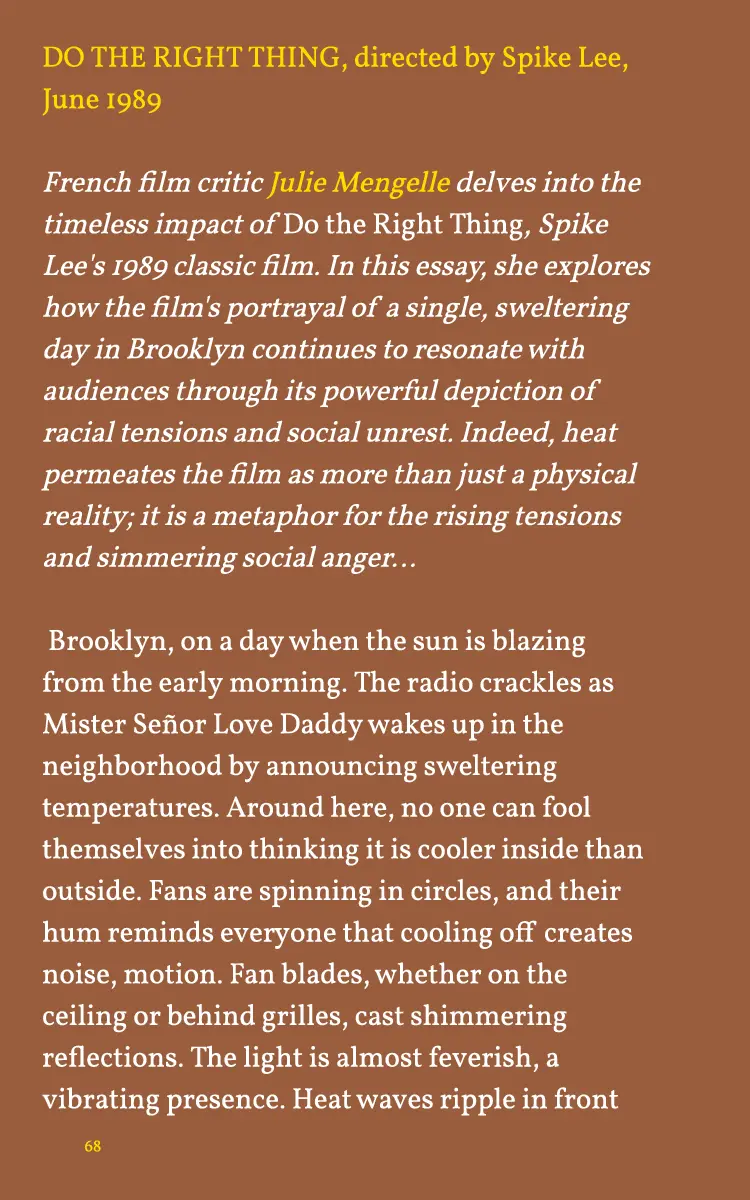 DO THE RIGHT THING, directed by Spike Lee,
June 1989
French film critic Julie Mengelle delves into the
timeless impact of Do the Right Thing, Spike
Lee's 1989 classic film. In this essay, she explores
how the film's portrayal of a single, sweltering
day in Brooklyn continues to resonate with
audiences through its powerful depiction of
racial tensions and social unrest. Indeed, heat
permeates the film as more than just a physical
reality; it is a metaphor for the rising tensions
and simmering social anger…
Brooklyn, on a day when the sun is blazing
from the early morning. The radio crackles as
Mister Señor Love Daddy wakes up in the
neighborhood by announcing sweltering
temperatures. Around here, no one can fool
themselves into thinking it is cooler inside than
outside. Fans are spinning in circles, and their
hum reminds everyone that cooling off creates
noise, motion. Fan blades, whether on the
ceiling or behind grilles, cast shimmering
reflections. The light is almost feverish, a
vibrating presence. Heat waves ripple in front
68